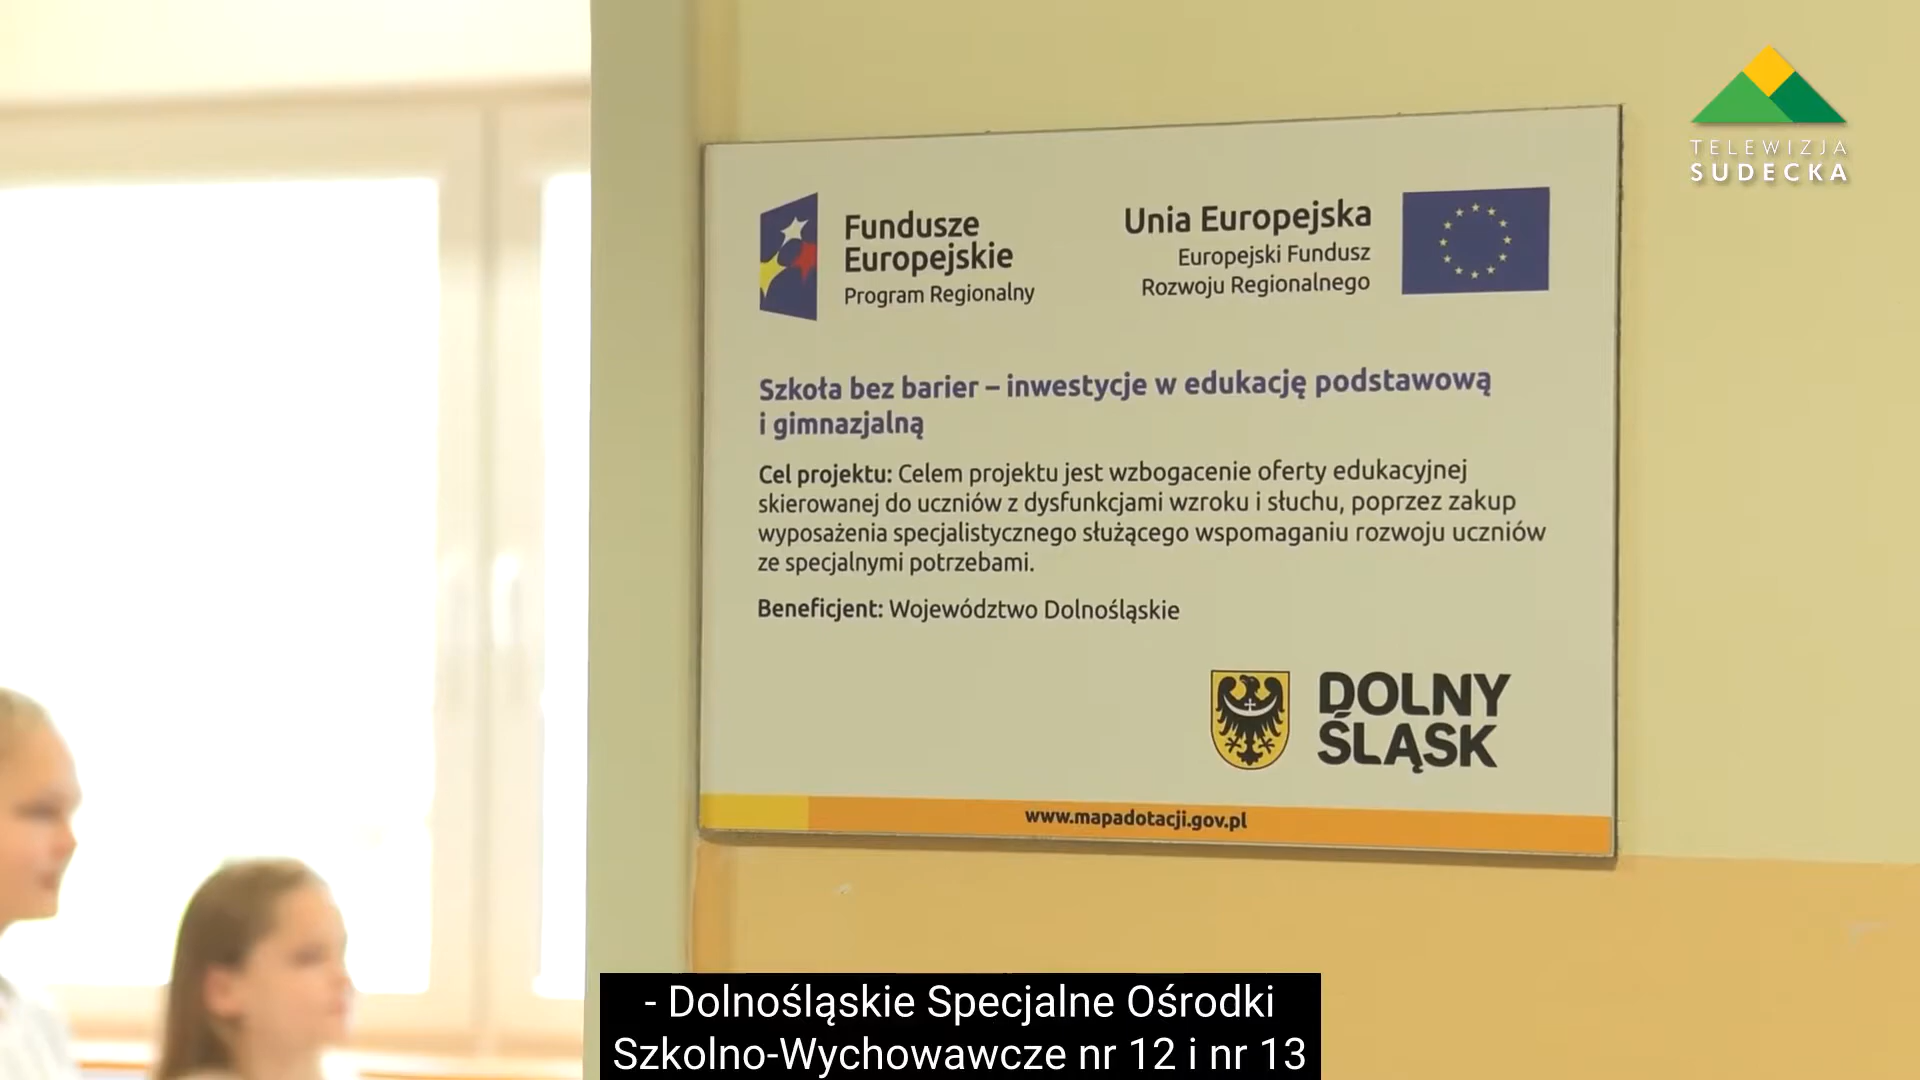 TELEWIZJA
SUDECKA
Fundusze
Europejskie
Program Regionalny
Unia Europejska
Europejski Fundusz
Rozwoju Regionalnego
Szkoła bez barier – inwestycje w edukację podstawową
i gimnazjalną
Cel projektu: Celem projektu jest wzbogacenie oferty edukacyjnej
skierowanej do uczniów z dysfunkcjami wzroku i słuchu, poprzez zakup
wyposażenia specjalistycznego służącego wspomaganiu rozwoju uczniów
ze specjalnymi potrzebami.
Beneficjent: Województwo Dolnośląskie
DOLNY
ŚLĄSK
www.mapadotacji.gov.pl
- Dolnośląskie Specjalne Ośrodki
Szkolno-Wychowawcze nr 12 i nr 13